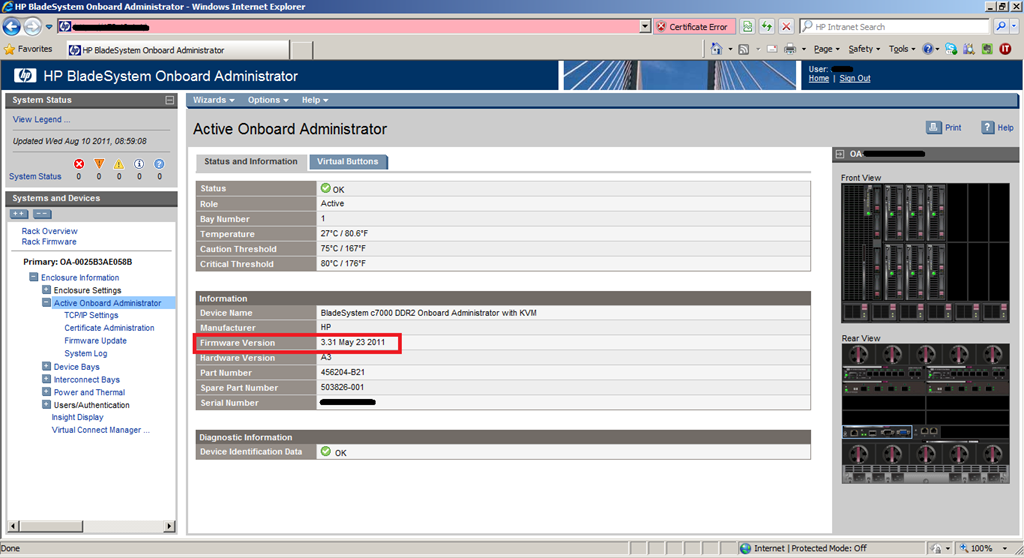 HP BladeSystem Onboard Administrator - Windows Internet Explorer
Certificate Error
HP Intranet Search
Favorites
HP BladeSystem Onboard Administrator
Page
Safety
Tools
HP BladeSystem Onboard Administrator
User:
Home | Sign Out
System Status
View Legend ...
Updated Wed Aug 10 2011, 08:59:08
System Status 0 0 0 0 0
Systems and Devices
Rack Overview
Rack Firmware
Primary: OA-0025B3AE058B
Enclosure Information
Enclosure Settings
Active Onboard Administrator
TCP/IP Settings
Certificate Administration
Firmware Update
System Log
Device Bays
Interconnect Bays
Power and Thermal
Users/Authentication
Insight Display
Virtual Connect Manager ...
Wizards Options Help
Active Onboard Administrator
Print
Help
Status and Information Virtual Buttons
Status OK
Role Active
Bay Number 1
Temperature 27°C / 80.6°F
Caution Threshold 75°C / 167°F
Critical Threshold 80°C / 176°F
Information
Device Name BladeSystem c7000 DDR2 Onboard Administrator with KVM
Manufacturer HP
Firmware Version 3.31 May 23 2011
Hardware Version A3
Part Number 456204-B21
Spare Part Number 503826-001
Serial Number
Diagnostic Information
Device Identification Data OK
OA-
Front View
Rear View
Done
Internet | Protected Mode: Off
100%